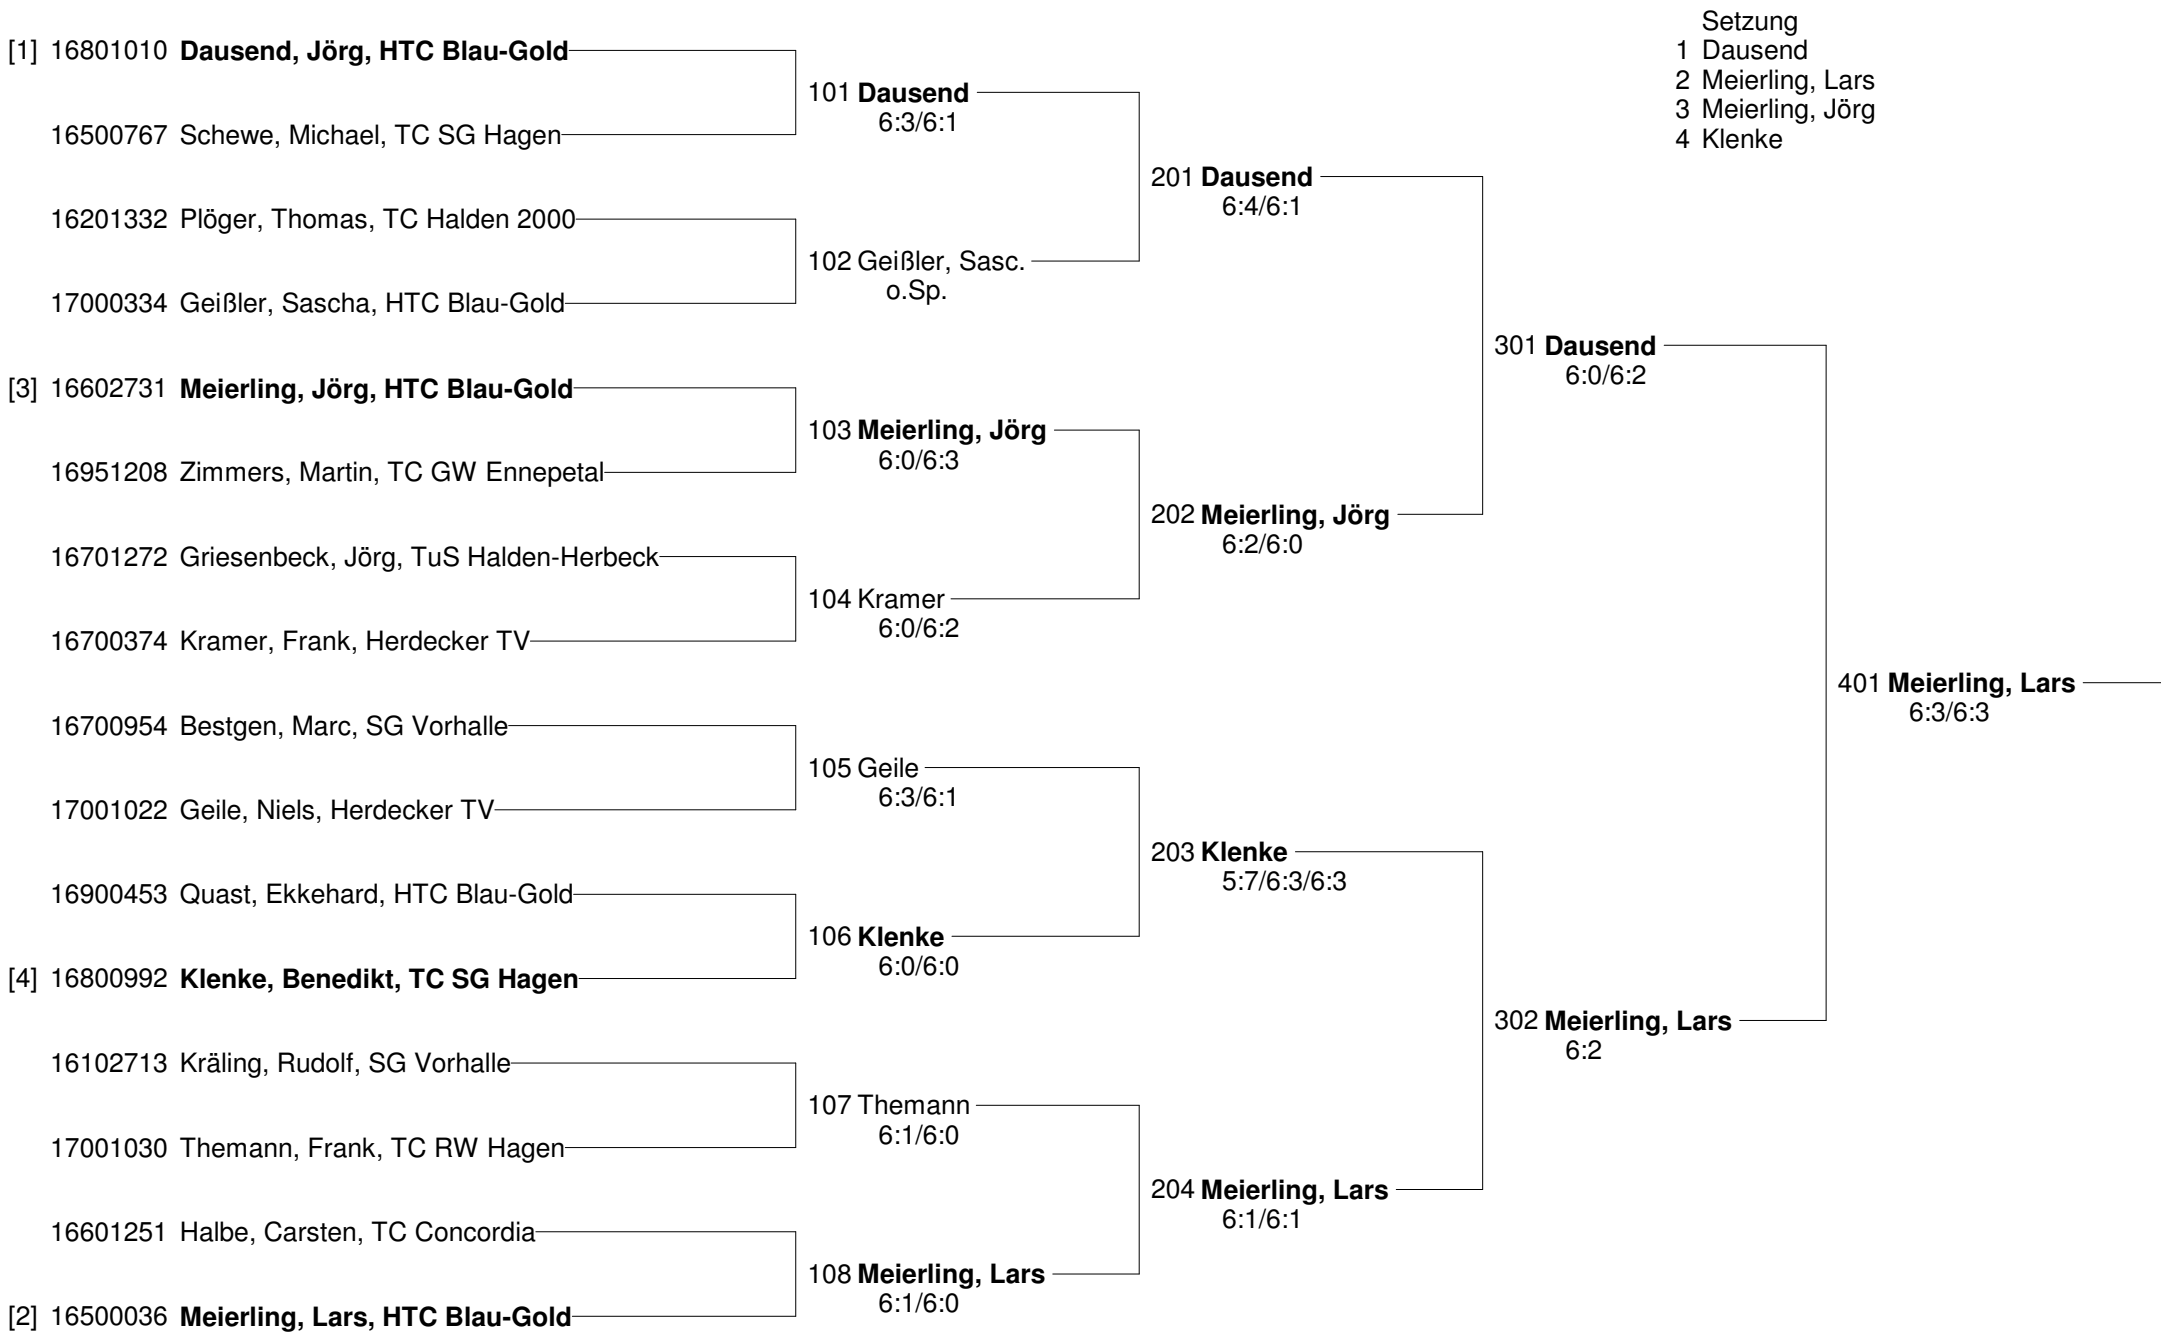 Setzung
1 Dausend
2 Meierling, Lars
3 Meierling, Jörg
4 Klenke
[1] 16801010 Dausend, Jörg, HTC Blau-Gold
101 Dausend
6:3/6:1
16500767 Schewe, Michael, TC SG Hagen
201 Dausend
6:4/6:1
16201332 Plöger, Thomas, TC Halden 2000
102 Geißler, Sasc.
o.Sp.
17000334 Geißler, Sascha, HTC Blau-Gold
301 Dausend
6:0/6:2
[3] 16602731 Meierling, Jörg, HTC Blau-Gold
103 Meierling, Jörg
6:0/6:3
16951208 Zimmers, Martin, TC GW Ennepetal
202 Meierling, Jörg
6:2/6:0
16701272 Griesenbeck, Jörg, TuS Halden-Herbeck
104 Kramer
6:0/6:2
16700374 Kramer, Frank, Herdecker TV
401 Meierling, Lars
6:3/6:3
16700954 Bestgen, Marc, SG Vorhalle
105 Geile
6:3/6:1
17001022 Geile, Niels, Herdecker TV
203 Klenke
5:7/6:3/6:3
16900453 Quast, Ekkehard, HTC Blau-Gold
106 Klenke
6:0/6:0
[4] 16800992 Klenke, Benedikt, TC SG Hagen
302 Meierling, Lars
6:2
16102713 Kräling, Rudolf, SG Vorhalle
107 Themann
6:1/6:0
17001030 Themann, Frank, TC RW Hagen
204 Meierling, Lars
6:1/6:1
16601251 Halbe, Carsten, TC Concordia
108 Meierling, Lars
6:1/6:0
[2] 16500036 Meierling, Lars, HTC Blau-Gold